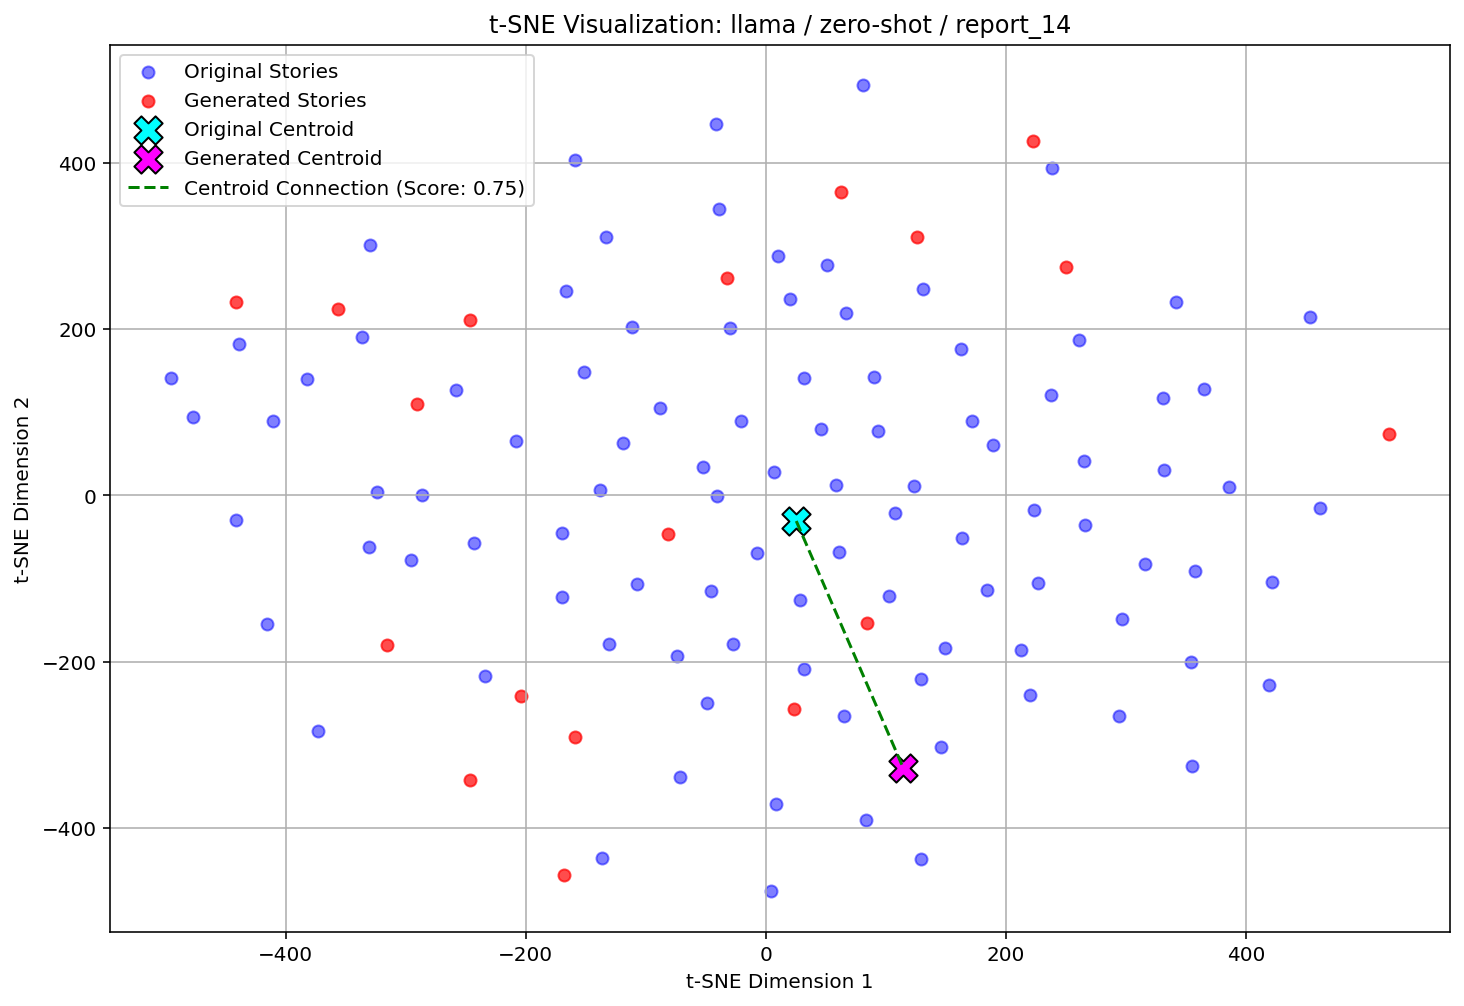 t-SNE Visualization: llama / zero-shot / report_14
Original Stories
Generated Stories
Original Centroid
Generated Centroid
Centroid Connection (Score: 0.75)
400
200
0
−200
−400
t-SNE Dimension 2
−400
−200
0
200
400
t-SNE Dimension 1